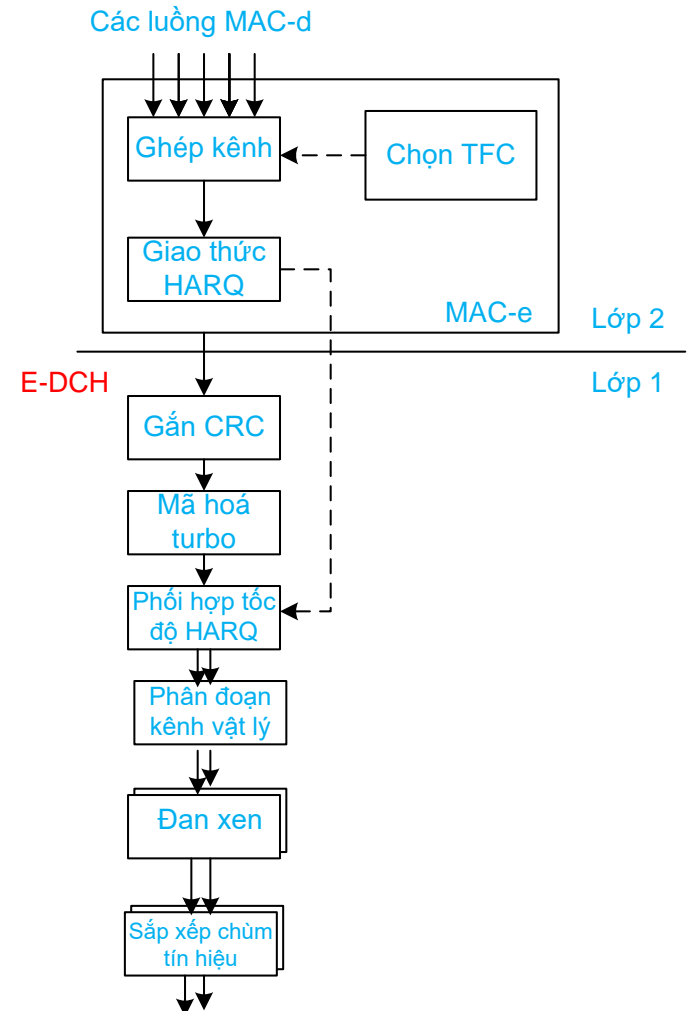 Các luồng MAC-d
Ghép kênh
Chọn TFC
Giao thức
HARQ
MAC-e
Lớp 2
E-DCH
Lớp 1
Gắn CRC
Mã hoá
turbo
Phối hợp tốc
độ HARQ
Phân đoạn
kênh vật lý
Đan xen
Sắp xếp chùm
tín hiệu